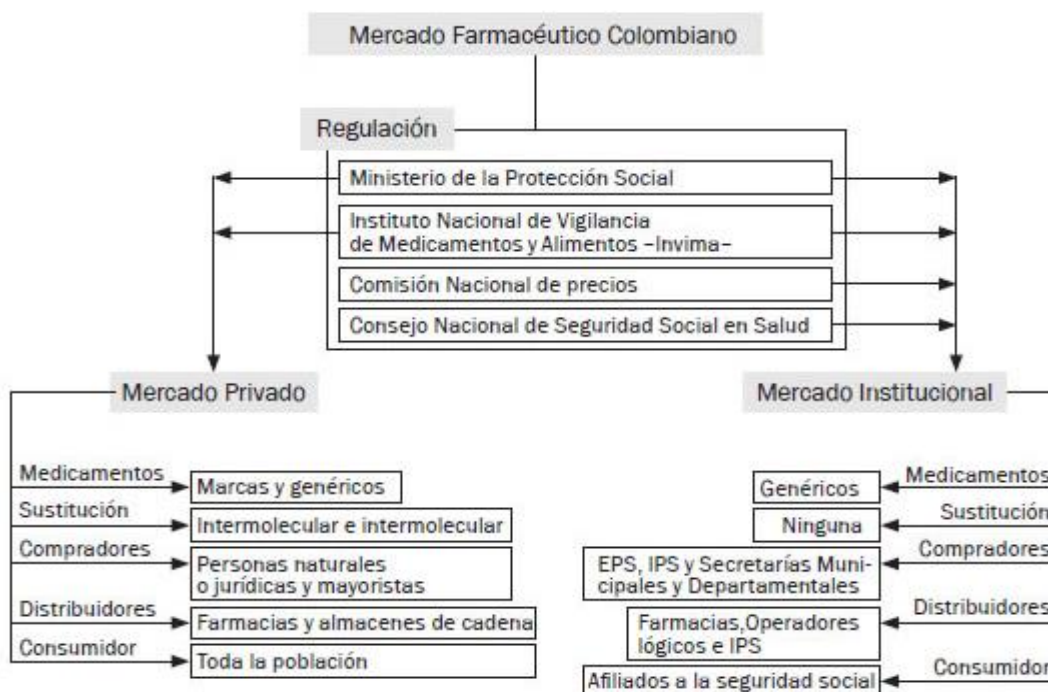 Mercado Farmacéutico Colombiano
Regulación
Ministerio de la Protección Social
Instituto Nacional de Vigilancia
de Medicamentos y Alimentos –Invima–
Comisión Nacional de precios
Consejo Nacional de Seguridad Social en Salud
Mercado Privado
Medicamentos
Marcas y genéricos
Sustitución
Intermolecular e intermolecular
Compradores
Personas naturales
o jurídicas y mayoristas
Distribuidores
Farmacias y almacenes de cadena
Consumidor
Toda la población
Mercado Institucional
Medicamentos
Genéricos
Sustitución
Ninguna
Compradores
EPS, IPS y Secretarías Muni-
cipales y Departamentales
Distribuidores
Farmacias,Operadores
lógicos e IPS
Consumidor
Afiliados a la seguridad social